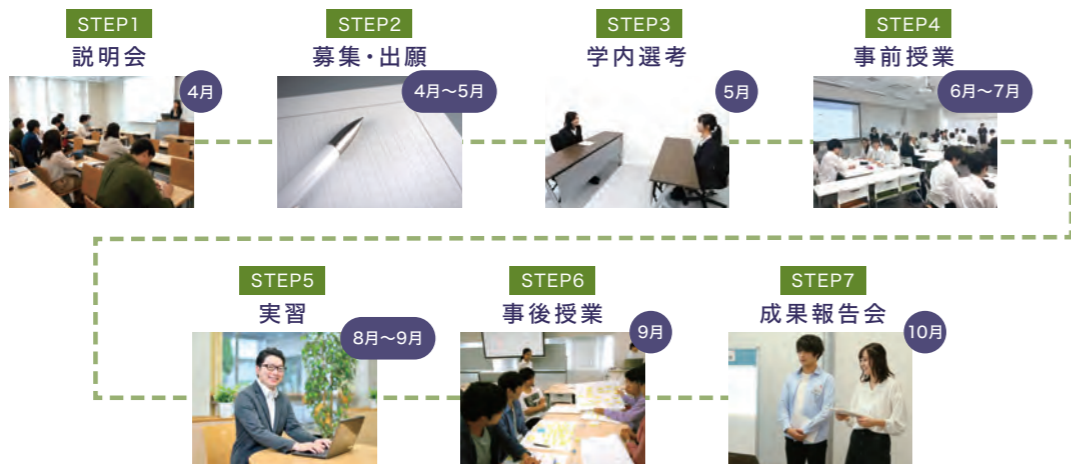 STEP1
説明会
4月
STEP2
募集・出願
4月〜5月
STEP3
学内選考
5月
STEP4
事前授業
6月〜7月
STEP5
実習
8月〜9月
STEP6
事後授業
9月
STEP7
成果報告会
10月